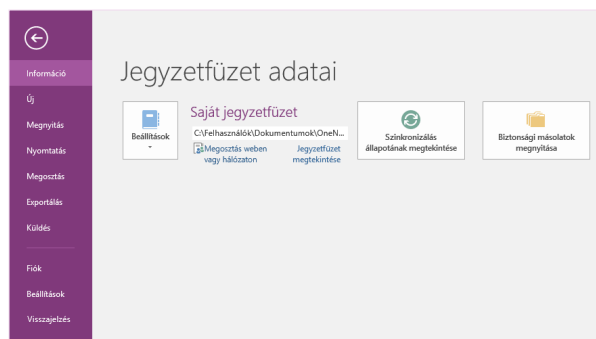 Információ
Új
Megnyitás
Nyomtatás
Megosztás
Exportálás
Küldés
Fiók
Beállítások
Visszajelzés
Jegyzetfüzet adatai
Beállítások
Saját jegyzetfüzet
C:\Felhasználók\Dokumentumok\OneN...
Megosztás weben
vagy hálózaton
Jegyzetfüzet
megtekintése
Szinkronizálás
állapotának megtekintése
Biztonsági másolatok
megnyitása